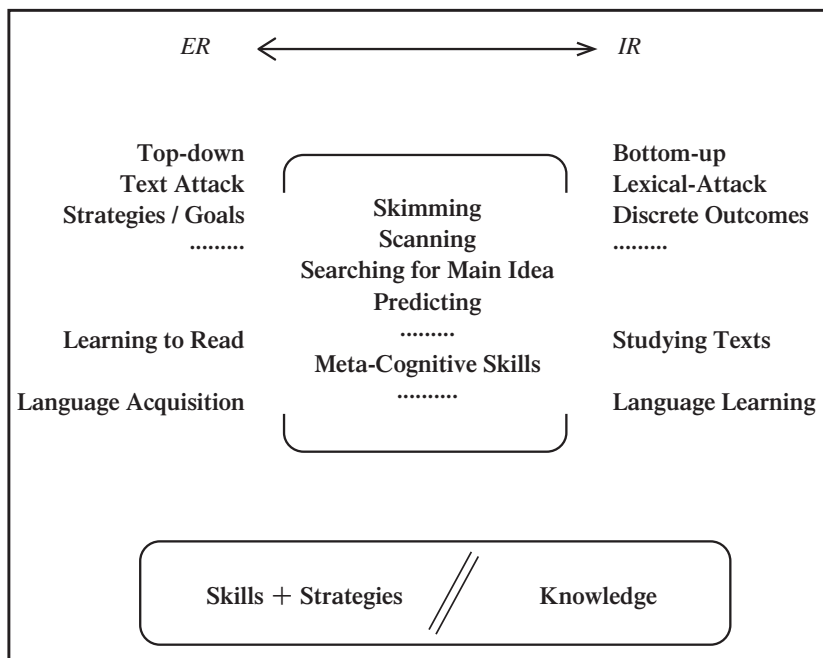 ER IR
Top-down
Text Attack
Strategies / Goals
.........
Learning to Read
Language Acquisition
Skimming
Scanning
Searching for Main Idea
Predicting
.........
Meta-Cognitive Skills
..........
Bottom-up
Lexical-Attack
Discrete Outcomes
.........
Studying Texts
Language Learning
Skills + Strategies // Knowledge